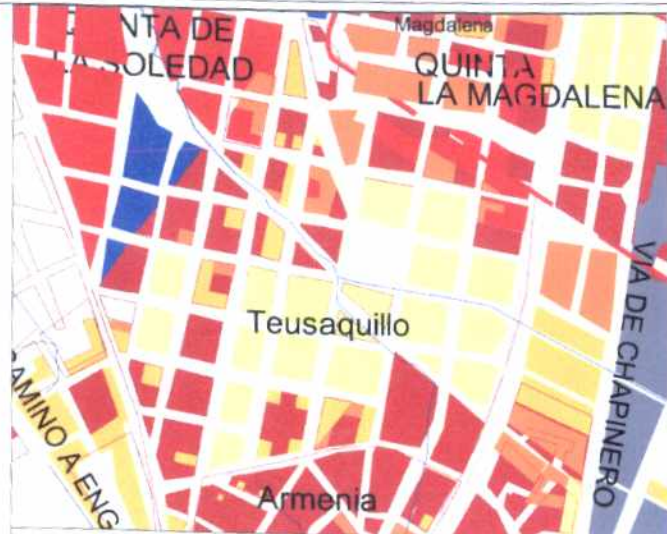 NTA DE
LA SOLEDAD
Magdalena
QUINTA
LA MAGDALENA
Teusaquillo
VIA DE CHAPINERO
AMINO A ENG
Armenia